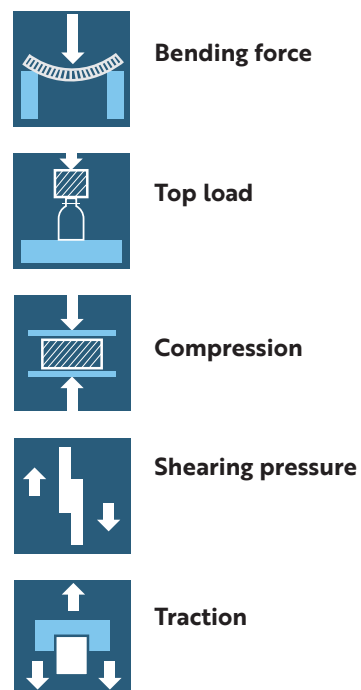 Bending force
Top load
Compression
Shearing pressure
Traction